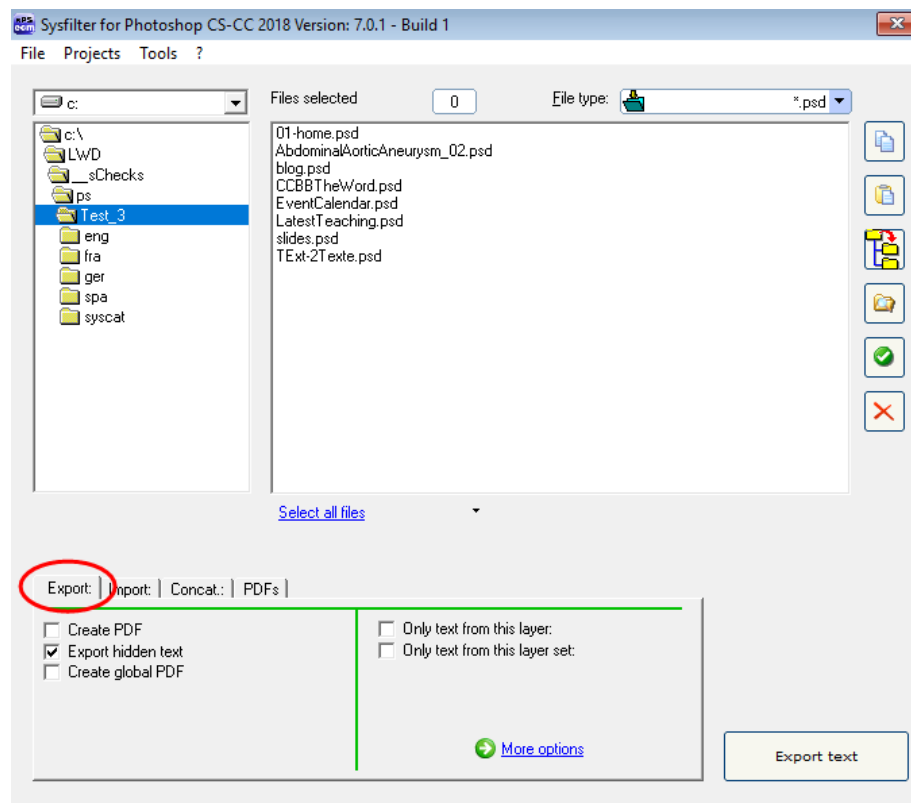 Sysfilter for Photoshop CS-CC 2018 Version: 7.0.1 - Build 1
File Projects Tools ?
c:
Files selected 0 File type: *.psd
c:\
LWD
__sChecks
ps
Test_3
eng
fra
ger
spa
syscat
01-home.psd
AbdominalAorticAneurysm_02.psd
blog.psd
CCBBTheWord.psd
EventCalendar.psd
LatestTeaching.psd
slides.psd
TExt-2Texte.psd
Select all files
Export: Import: Concat.: PDFs
Create PDF
Export hidden text
Create global PDF
Only text from this layer:
Only text from this layer set:
More options
Export text